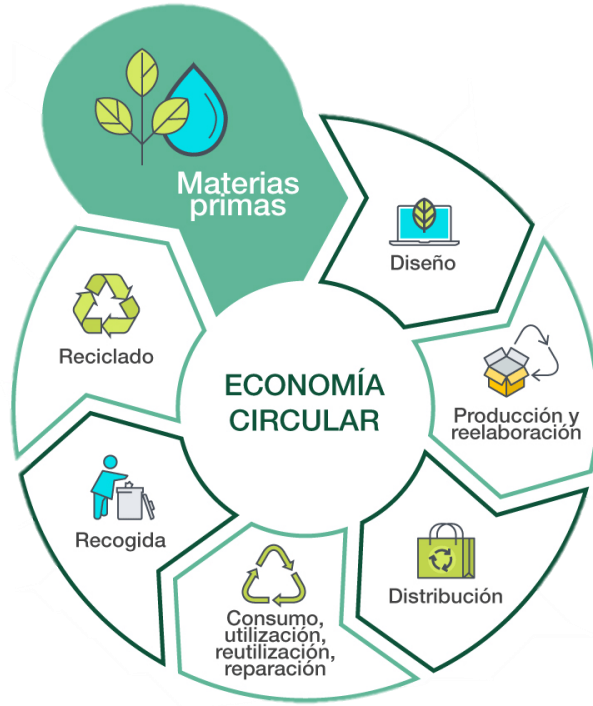 Materias
primas
Diseño
Producción y
reelaboración
Distribución
Consumo,
utilización,
reutilización,
reparación
Recogida
Reciclado
ECONOMÍA
CIRCULAR